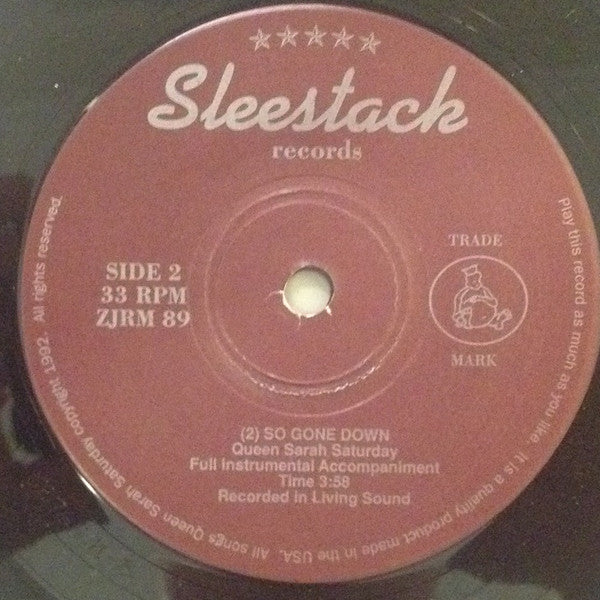 Sleestack
records
SIDE 2
33 RPM
ZJRM 89
TRADE
MARK
(2) SO GONE DOWN
Queen Sarah Saturday
Full Instrumental Accompaniment
Time 3:58
Recorded in Living Sound
Play this record as much as you like. It is a quality product made in the USA. All songs Queen Sarah Saturday copyright 1992. All rights reserved.